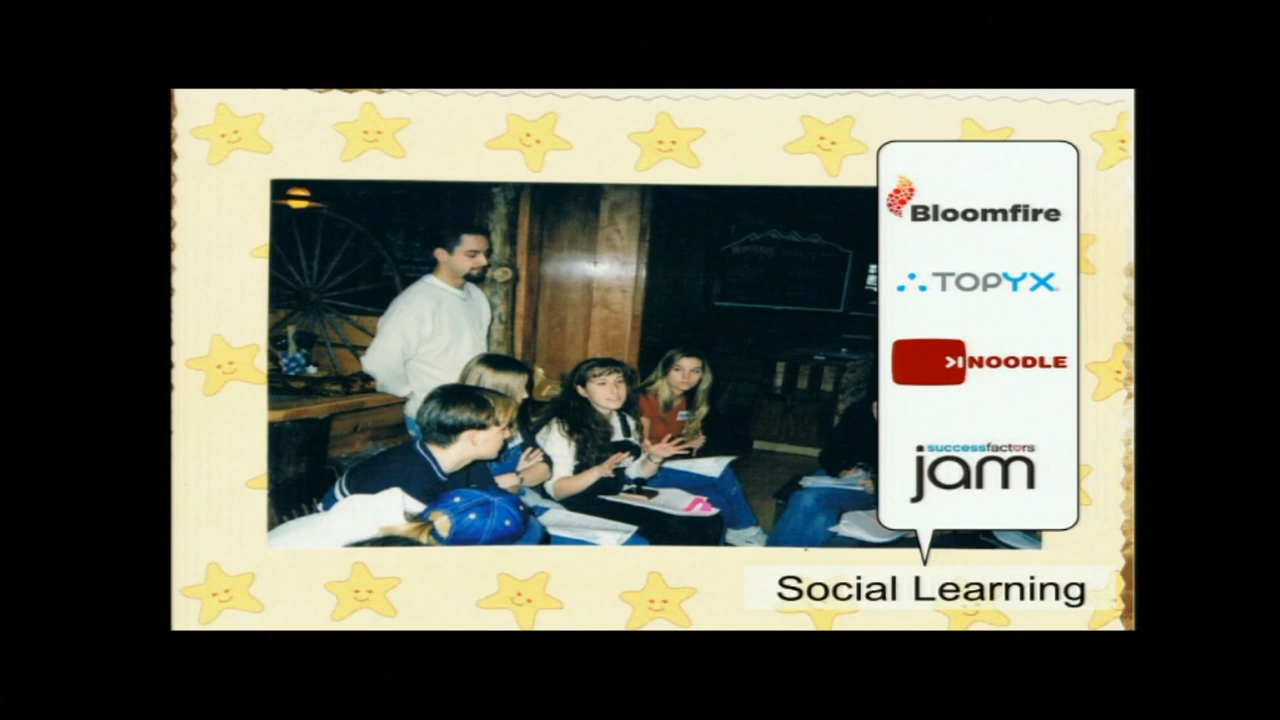 Bloomfire
TOPYX
NOODLE
successfactors
jam
Social Learning